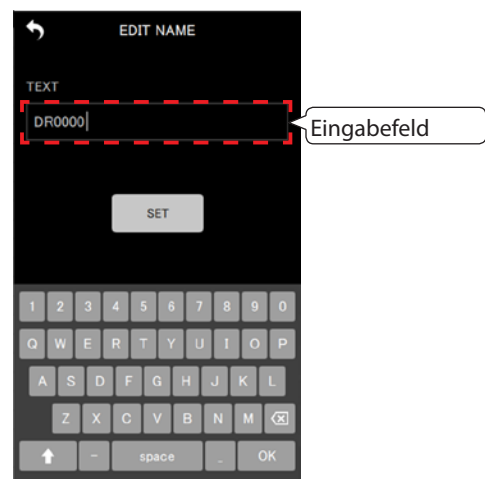 EDIT NAME
TEXT
DR0000
Eingabefeld
SET
1 2 3 4 5 6 7 8 9 0
Q W E R T Y U I O P
A S D F G H J K L
Z X C V B N M
- space _ OK